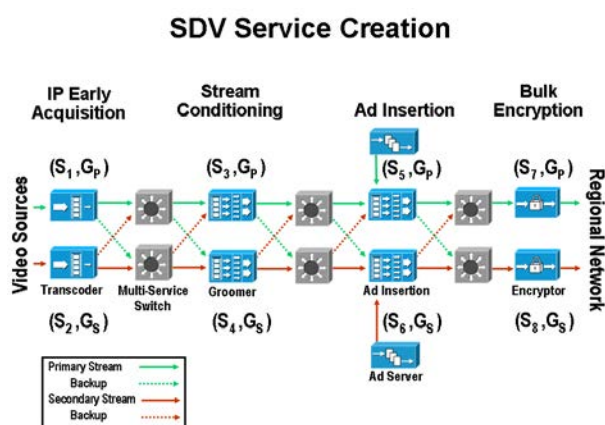 SDV Service Creation
IP Early
Acquisition
Stream
Conditioning
Ad Insertion
Bulk
Encryption
(S1,GP)
(S3,GP)
(S5,GP)
(S7,GP)
Video Sources
Regional Network
Transcoder
Multi-Service
Switch
Groomer
Ad Insertion
Encryptor
(S2,GS)
(S4,GS)
(S6,GS)
(S8,GS)
Ad Server
Primary Stream
Backup
Secondary Stream
Backup